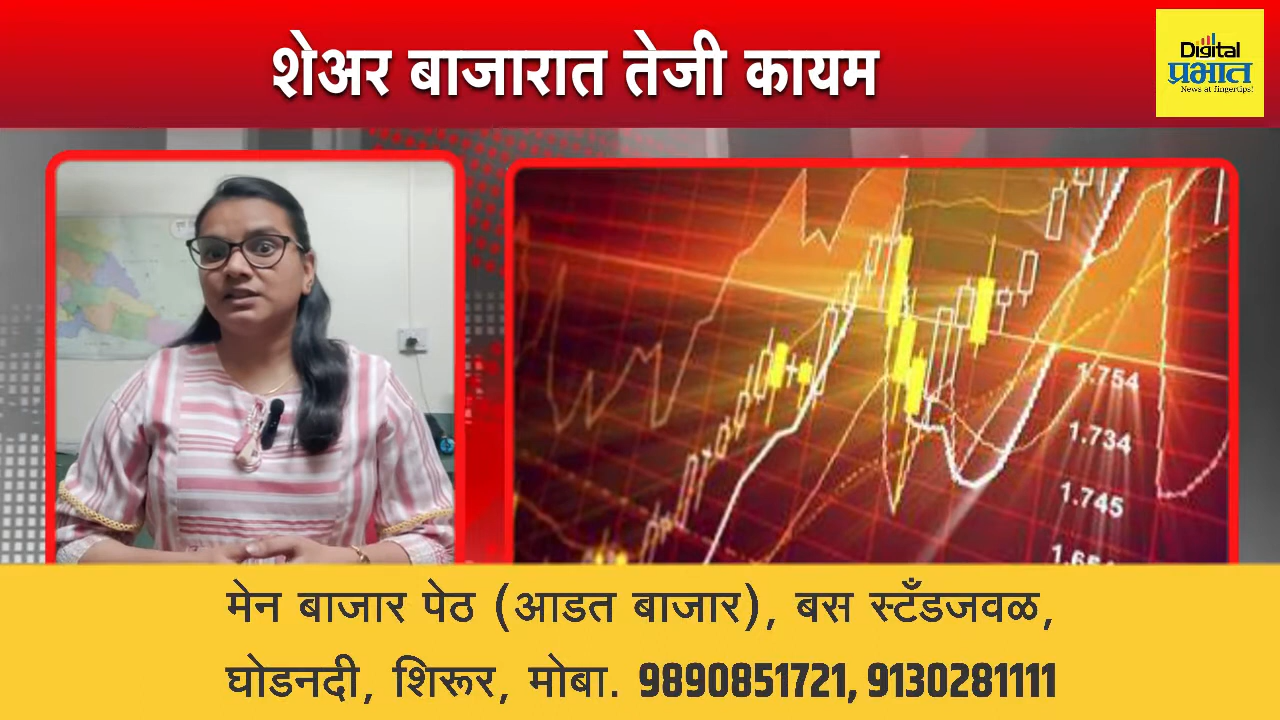 शेअर बाजारात तेजी कायम
Digital
प्रभात
News at fingertips!
1.754
1.734
1.745
मेन बाजार पेठ (आडत बाजार), बस स्टँडजवळ,
घोडनदी, शिरूर, मोबा. 9890851721, 9130281111